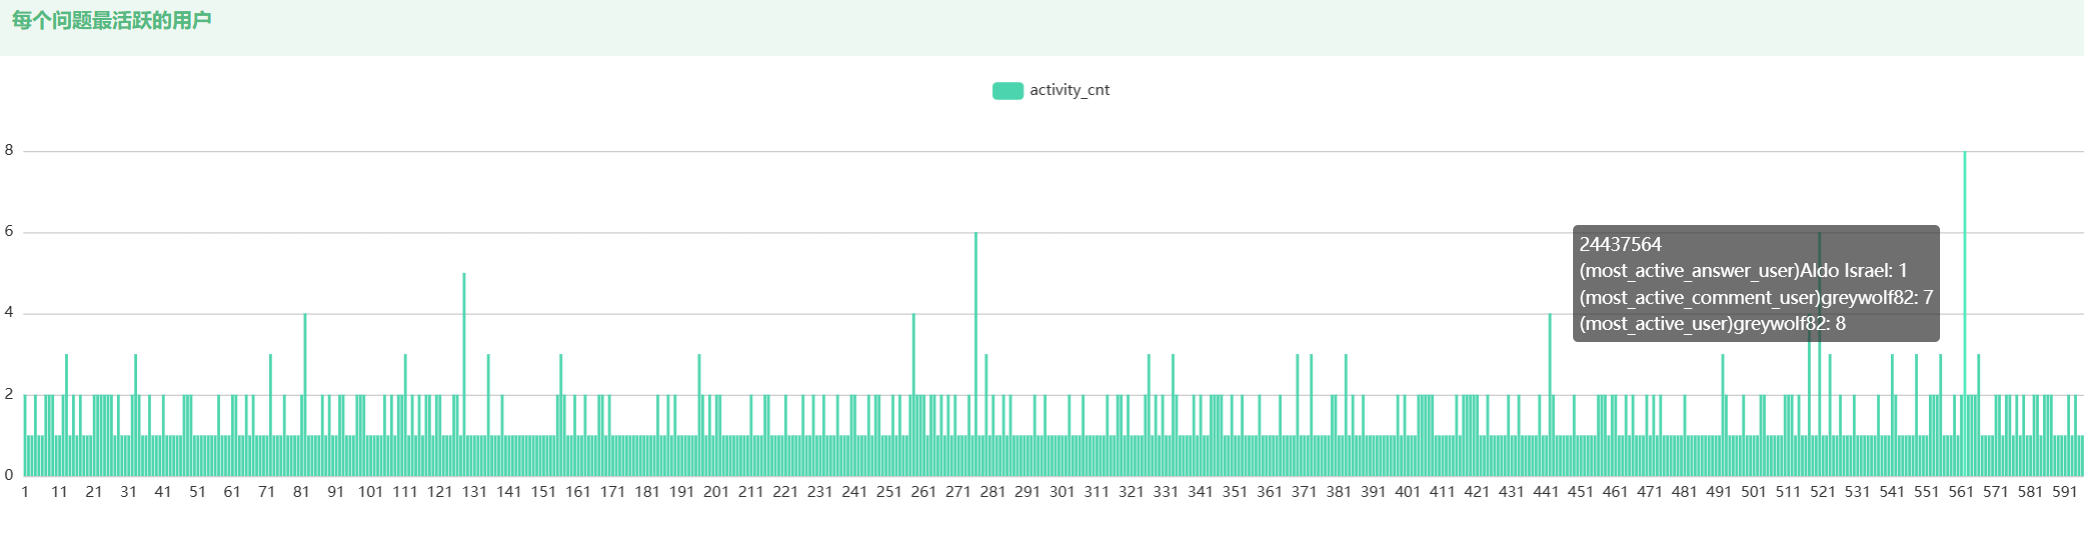 每个问题最活跃的用户
activity_cnt
8
6
4
2
0
24437564
(most_active_answer_user)Aldo Israel: 1
(most_active_comment_user)greywolf82: 7
(most_active_user)greywolf82: 8
1 11 21 31 41 51 61 71 81 91 101 111 121 131 141 151 161 171 181 191 201 211 221 231 241 251 261 271 281 291 301 311 321 331 341 351 361 371 381 391 401 411 421 431 441 451 461 471 481 491 501 511 521 531 541 551 561 571 581 591